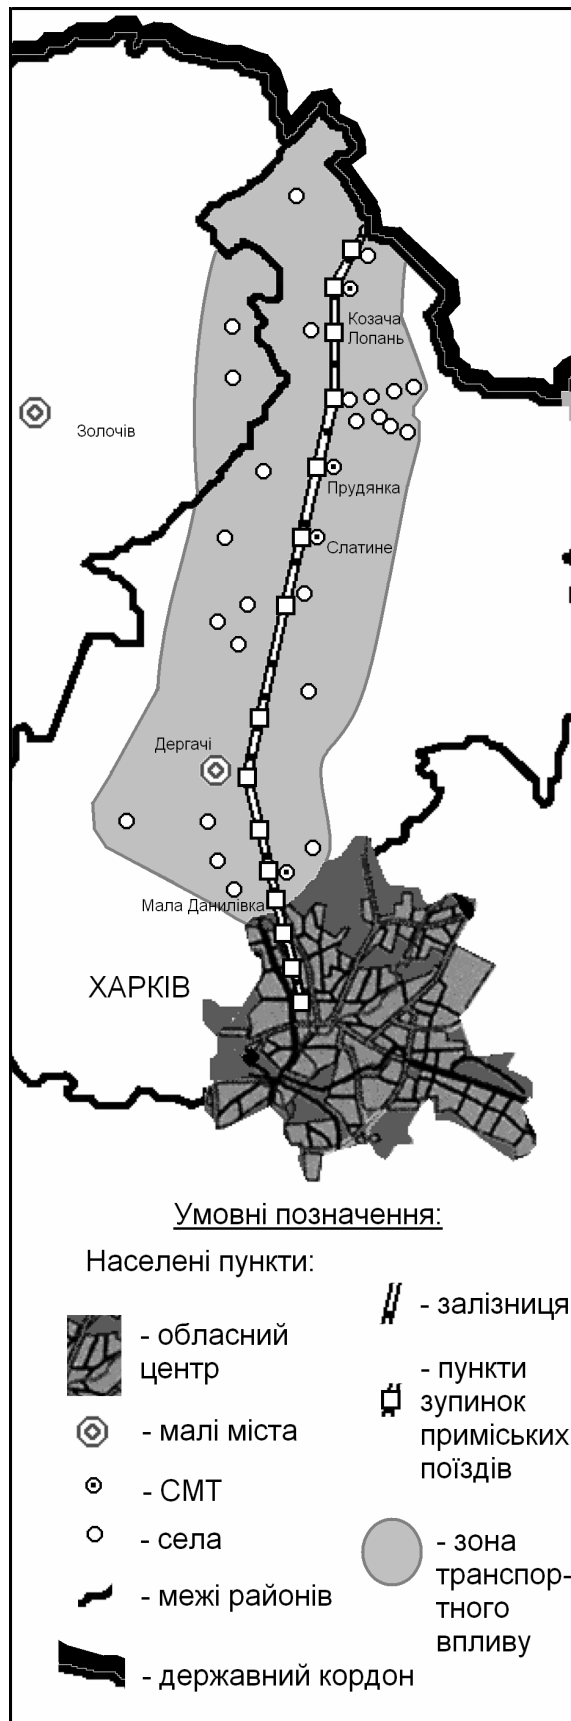 Козача
Лопань
Золочів
Прудянка
Слатине
Дергачі
Мала Данилівка
ХАРКІВ
Умовні позначення:
Населені пункти:
- обласний
центр
- малі міста
- СМТ
- села
- межі районів
- державний кордон
- залізниця
- пункти
зупинок
приміських
поїздів
- зона
транспор-
тного
впливу